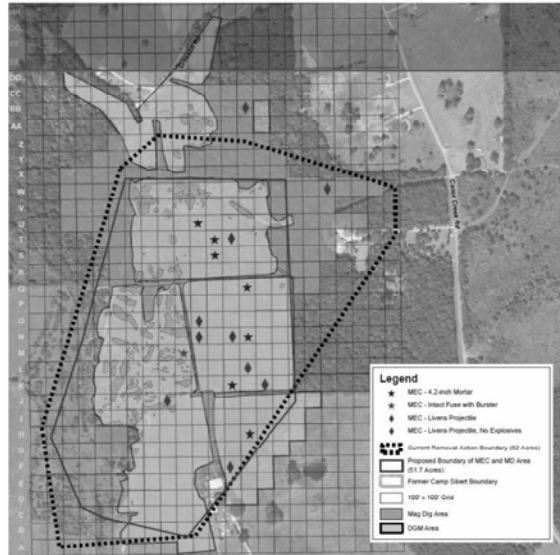 DD
CC
BB
AA
Z
Y
X
W
V
U
T
S
R
Q
P
O
N
M
L
K
J
I
H
G
F
E
D
C
B
A
Canoe Creek Rd
Legend
MEC - 4.2-inch Mortar
MEC - Intact Fuse with Burster
MEC - Livens Projectile
MEC - Livens Projectile, No Explosives
Current Removal Action Boundary (82 Acres)
Proposed Boundary of MEC and MD Area
(51.7 Acres)
Former Camp Sibert Boundary
100' x 100' Grid
Mag Dig Area
DGM Area